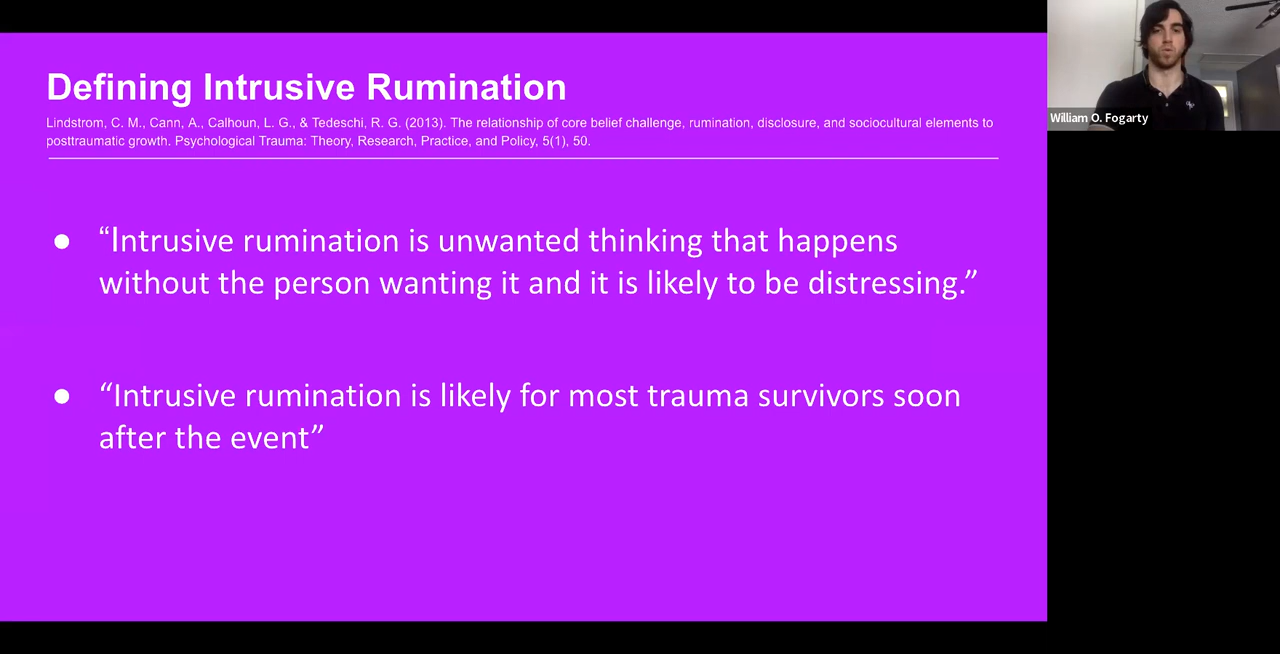 Defining Intrusive Rumination
Lindstrom, C. M., Cann, A., Calhoun, L. G., & Tedeschi, R. G. (2013). The relationship of core belief challenge, rumination, disclosure, and sociocultural elements to
posttraumatic growth. Psychological Trauma: Theory, Research, Practice, and Policy, 5(1), 50.
● “Intrusive rumination is unwanted thinking that happens
without the person wanting it and it is likely to be distressing.”
● “Intrusive rumination is likely for most trauma survivors soon
after the event”
William O. Fogarty